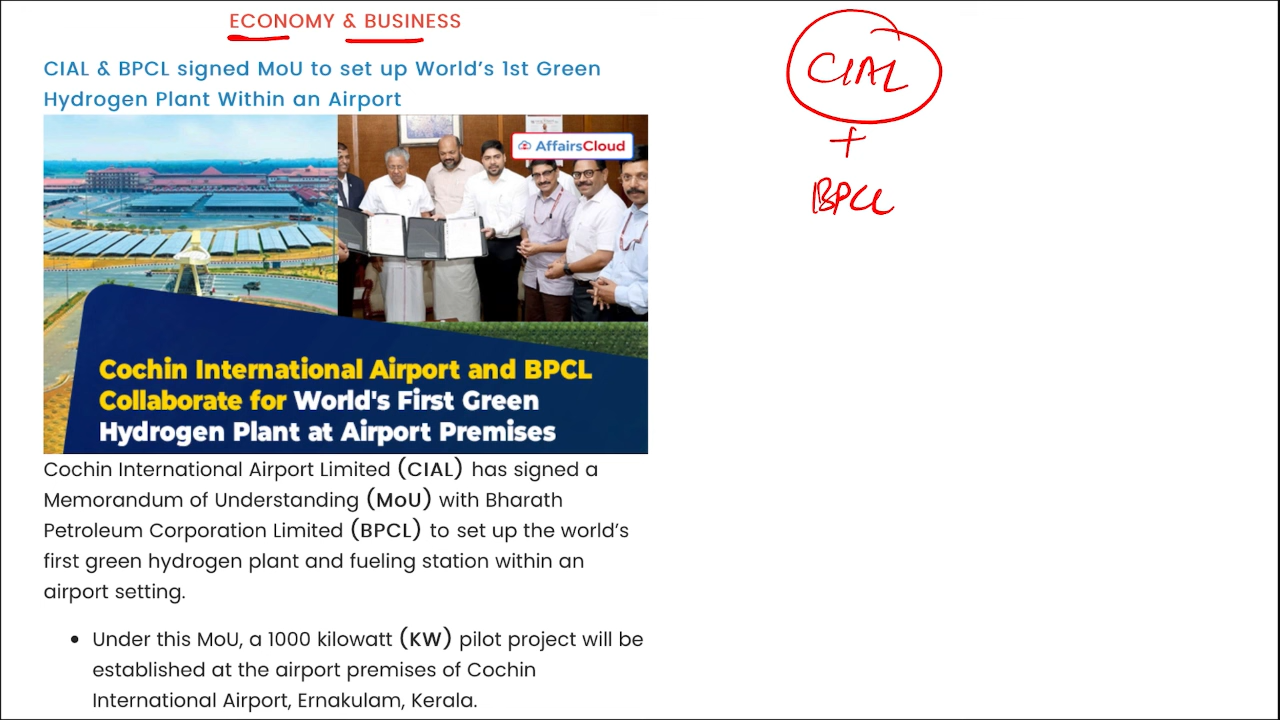 ECONOMY & BUSINESS
CIAL & BPCL signed MoU to set up World's 1st Green
Hydrogen Plant Within an Airport
AffairsCloud
Cochin International Airport and BPCL
Collaborate for World's First Green
Hydrogen Plant at Airport Premises
Cochin International Airport Limited (CIAL) has signed a
Memorandum of Understanding (MoU) with Bharath
Petroleum Corporation Limited (BPCL) to set up the world's
first green hydrogen plant and fueling station within an
airport setting.
• Under this MoU, a 1000 kilowatt (KW) pilot project will be
established at the airport premises of Cochin
International Airport, Ernakulam, Kerala.
CIAL
+
BPCL